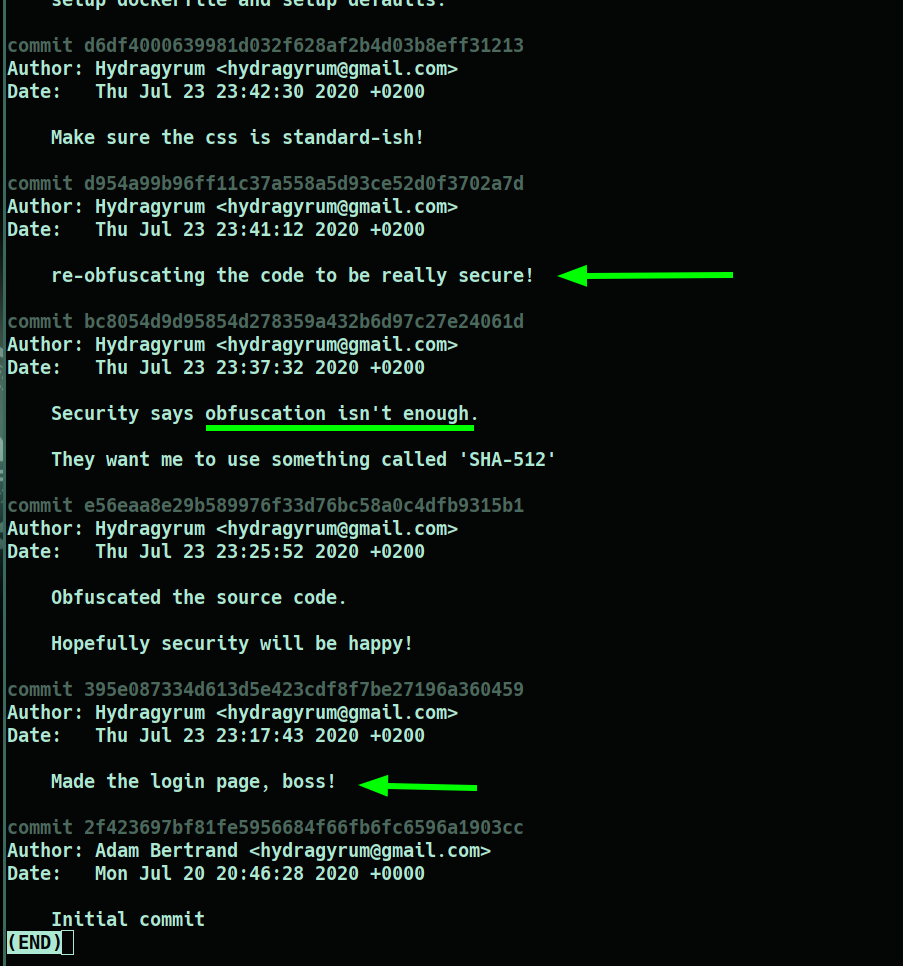 setup dockerfile and setup defaults.
commit d6df4000639981d032f628af2b4d03b8eff31213
Author: Hydragyrum <hydragyrum@gmail.com>
Date:   Thu Jul 23 23:42:30 2020 +0200
Make sure the css is standard-ish!
commit d954a99b96ff11c37a558a5d93ce52d0f3702a7d
Author: Hydragyrum <hydragyrum@gmail.com>
Date:   Thu Jul 23 23:41:12 2020 +0200
re-obfuscating the code to be really secure!
commit bc8054d9d95854d278359a432b6d97c27e24061d
Author: Hydragyrum <hydragyrum@gmail.com>
Date:   Thu Jul 23 23:37:32 2020 +0200
Security says obfuscation isn't enough.
They want me to use something called 'SHA-512'
commit e56eaa8e29b589976f33d76bc58a0c4dfb9315b1
Author: Hydragyrum <hydragyrum@gmail.com>
Date:   Thu Jul 23 23:25:52 2020 +0200
Obfuscated the source code.
Hopefully security will be happy!
commit 395e087334d613d5e423cdf8f7be27196a360459
Author: Hydragyrum <hydragyrum@gmail.com>
Date:   Thu Jul 23 23:17:43 2020 +0200
Made the login page, boss!
commit 2f423697bf81fe5956684f66fb6fc6596a1903cc
Author: Adam Bertrand <hydragyrum@gmail.com>
Date:   Mon Jul 20 20:46:28 2020 +0000
Initial commit
(END)